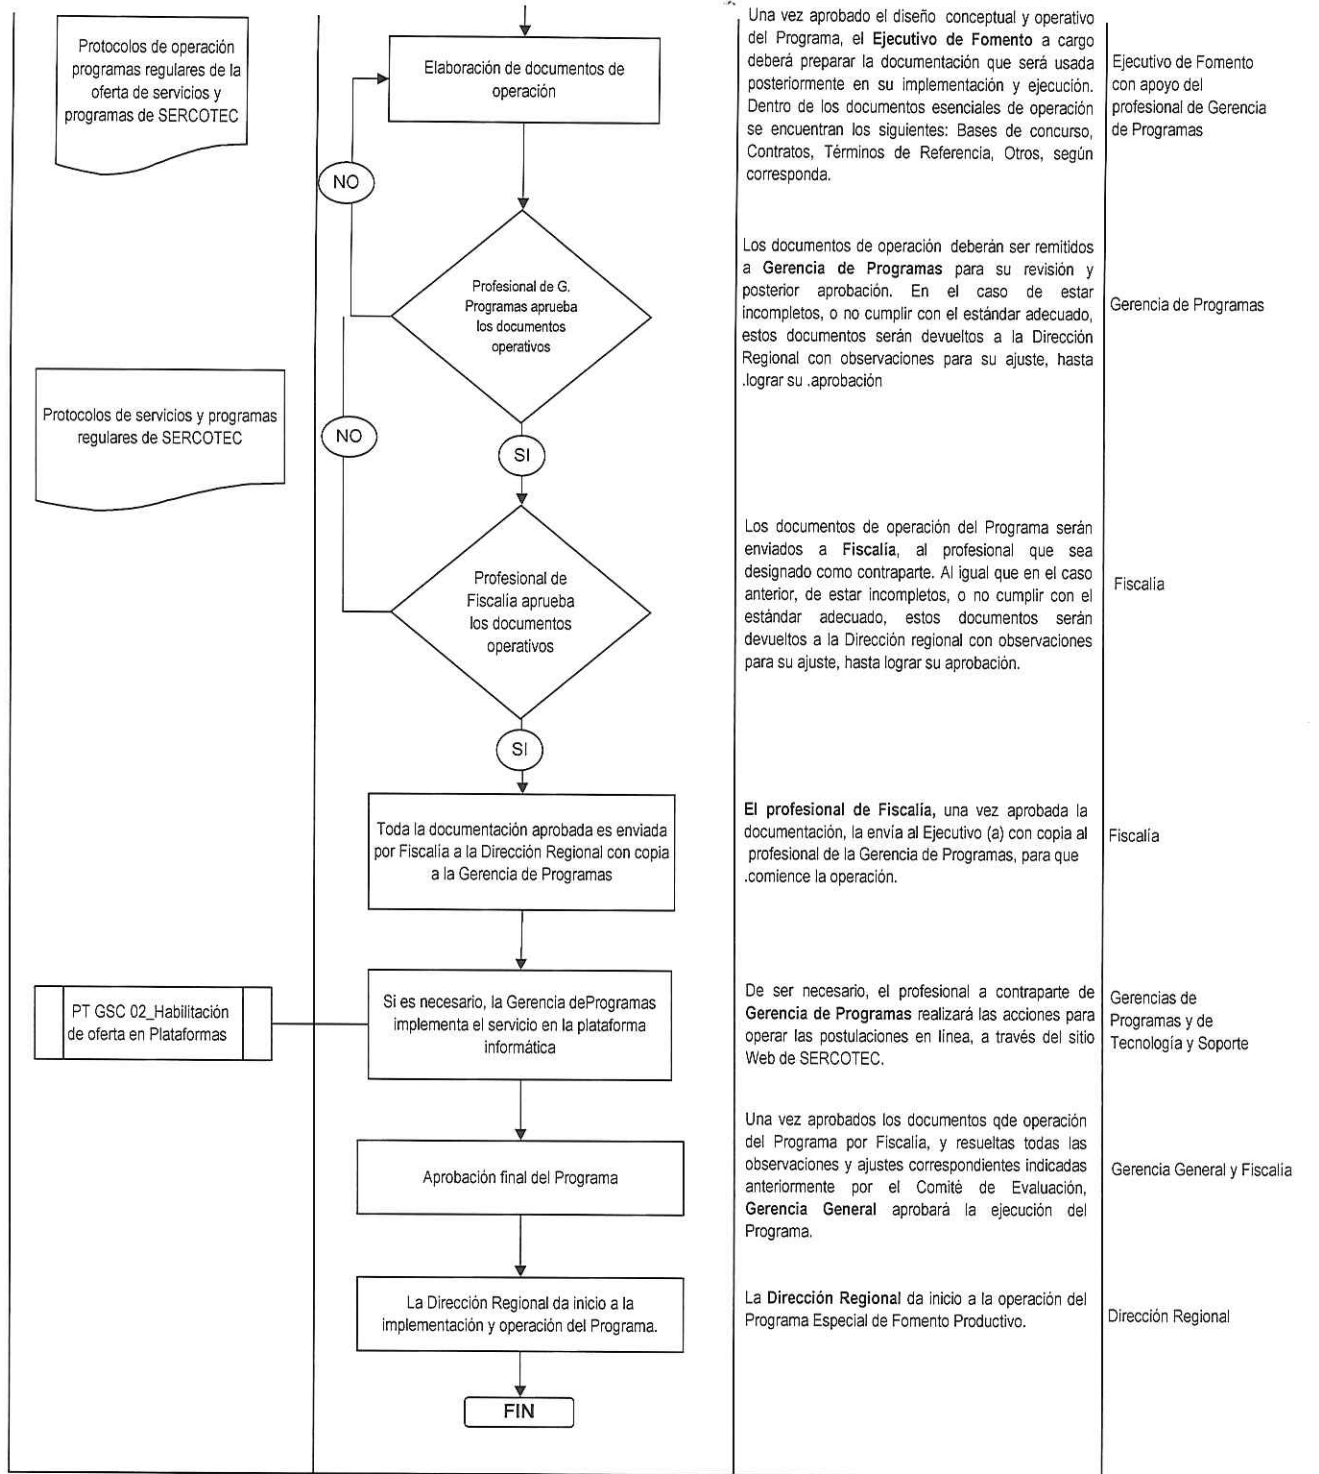 Protocolos de operación
programas regulares de la
oferta de servicios y
programas de SERCOTEC
Elaboración de documentos de
operación
Una vez aprobado el diseño conceptual y operativo
del Programa, el Ejecutivo de Fomento a cargo
deberá preparar la documentación que será usada
posteriormente en su implementación y ejecución.
Dentro de los documentos esenciales de operación
se encuentran los siguientes: Bases de concurso,
Contratos, Términos de Referencia, Otros, según
corresponda.
Ejecutivo de Fomento
con apoyo del
profesional de Gerencia
de Programas
NO
Profesional de G.
Programas aprueba
los documentos
operativos
Los documentos de operación deberán ser remitidos
a Gerencia de Programas para su revisión y
posterior aprobación. En el caso de estar
incompletos, o no cumplir con el estándar adecuado,
estos documentos serán devueltos a la Dirección
Regional con observaciones para su ajuste, hasta
.lograr su .aprobación
Gerencia de Programas
Protocolos de servicios y programas
regulares de SERCOTEC
NO
SI
Profesional de
Fiscalía aprueba
los documentos
operativos
Los documentos de operación del Programa serán
enviados a Fiscalía, al profesional que sea
designado como contraparte. Al igual que en el caso
anterior, de estar incompletos, o no cumplir con el
estándar adecuado, estos documentos serán
devueltos a la Dirección regional con observaciones
para su ajuste, hasta lograr su aprobación.
Fiscalía
SI
Toda la documentación aprobada es enviada
por Fiscalía a la Dirección Regional con copia
a la Gerencia de Programas
El profesional de Fiscalía, una vez aprobada la
documentación, la envía al Ejecutivo (a) con copia al
profesional de la Gerencia de Programas, para que
.comience la operación.
Fiscalía
PT GSC 02_Habilitación
de oferta en Plataformas
Si es necesario, la Gerencia deProgramas
implementa el servicio en la plataforma
informática
De ser necesario, el profesional a contraparte de
Gerencia de Programas realizará las acciones para
operar las postulaciones en línea, a través del sitio
Web de SERCOTEC.
Gerencias de
Programas y de
Tecnología y Soporte
Aprobación final del Programa
Una vez aprobados los documentos qde operación
del Programa por Fiscalía, y resueltas todas las
observaciones y ajustes correspondientes indicadas
anteriormente por el Comité de Evaluación,
Gerencia General aprobará la ejecución del
Programa.
Gerencia General y Fiscalía
La Dirección Regional da inicio a la
implementación y operación del Programa.
La Dirección Regional da inicio a la operación del
Programa Especial de Fomento Productivo.
Dirección Regional
FIN